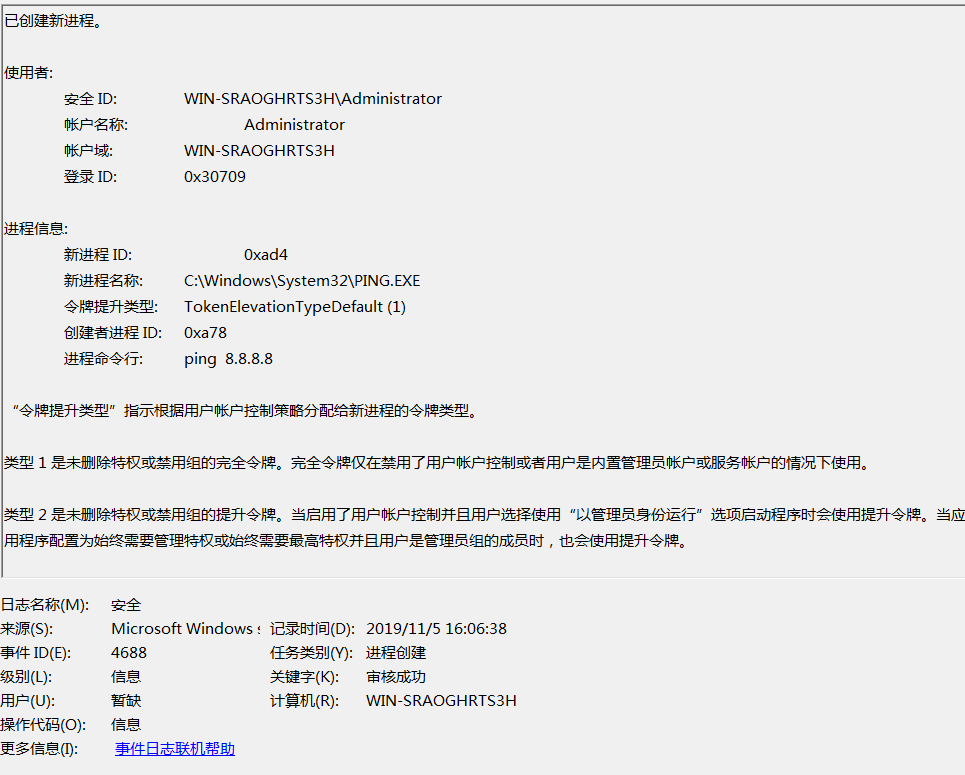 已创建新进程。
使用者:
安全 ID: WIN-SRAOGHRTS3H\Administrator
帐户名称: Administrator
帐户域: WIN-SRAOGHRTS3H
登录 ID: 0x30709
进程信息:
新进程 ID: 0xad4
新进程名称: C:\Windows\System32\PING.EXE
令牌提升类型: TokenElevationTypeDefault (1)
创建者进程 ID: 0xa78
进程命令行: ping  8.8.8.8
“令牌提升类型”指示根据用户帐户控制策略分配给新进程的令牌类型。
类型 1 是未删除特权或禁用组的完全令牌。完全令牌仅在禁用了用户帐户控制或者用户是内置管理员帐户或服务帐户的情况下使用。
类型 2 是未删除特权或禁用组的提升令牌。当启用了用户帐户控制并且用户选择使用“以管理员身份运行”选项启动程序时会使用提升令牌。当应
用程序配置为始终需要管理特权或始终需要最高特权并且用户是管理员组的成员时，也会使用提升令牌。
日志名称(M): 安全
来源(S): Microsoft Windows s 记录时间(D): 2019/11/5 16:06:38
事件 ID(E): 4688 任务类别(Y): 进程创建
级别(L): 信息 关键字(K): 审核成功
用户(U): 暂缺 计算机(R): WIN-SRAOGHRTS3H
操作代码(O): 信息
更多信息(I): 事件日志联机帮助